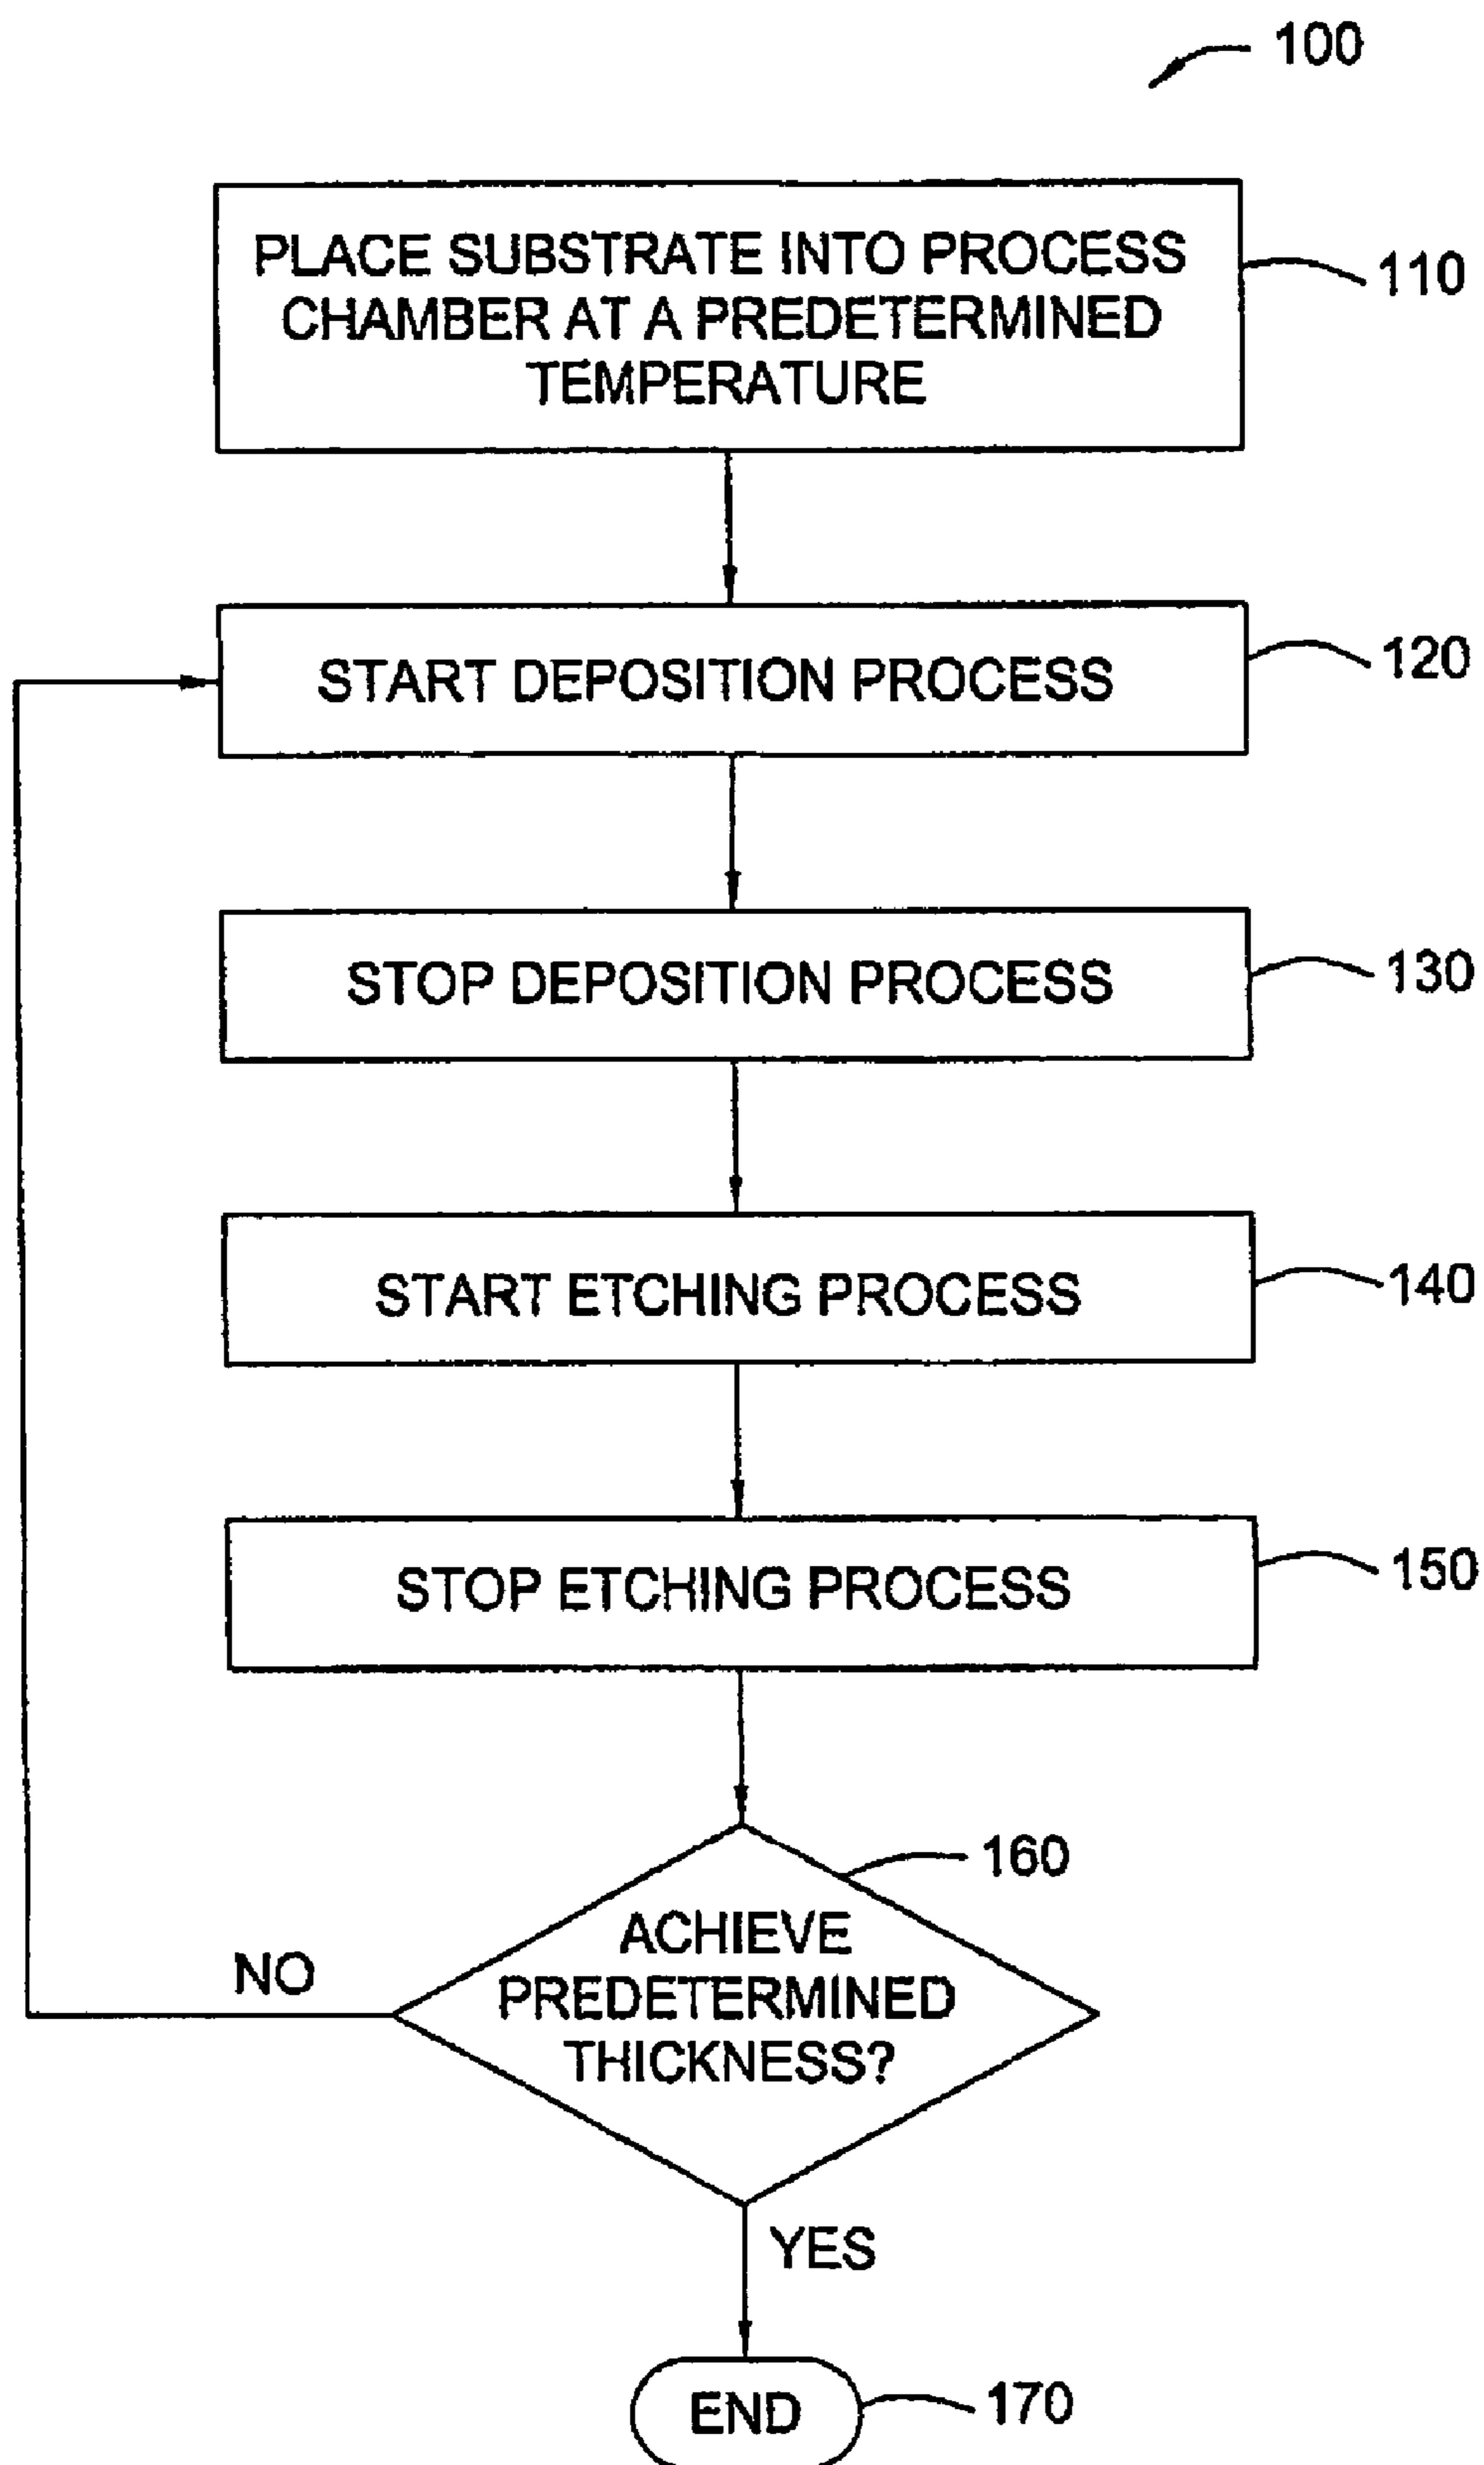 100
PLACE SUBSTRATE INTO PROCESS
CHAMBER AT A PREDETERMINED
TEMPERATURE
110
START DEPOSITION PROCESS
120
STOP DEPOSITION PROCESS
130
START ETCHING PROCESS
140
STOP ETCHING PROCESS
150
160
ACHIEVE
PREDETERMINED
THICKNESS?
NO
YES
END
170